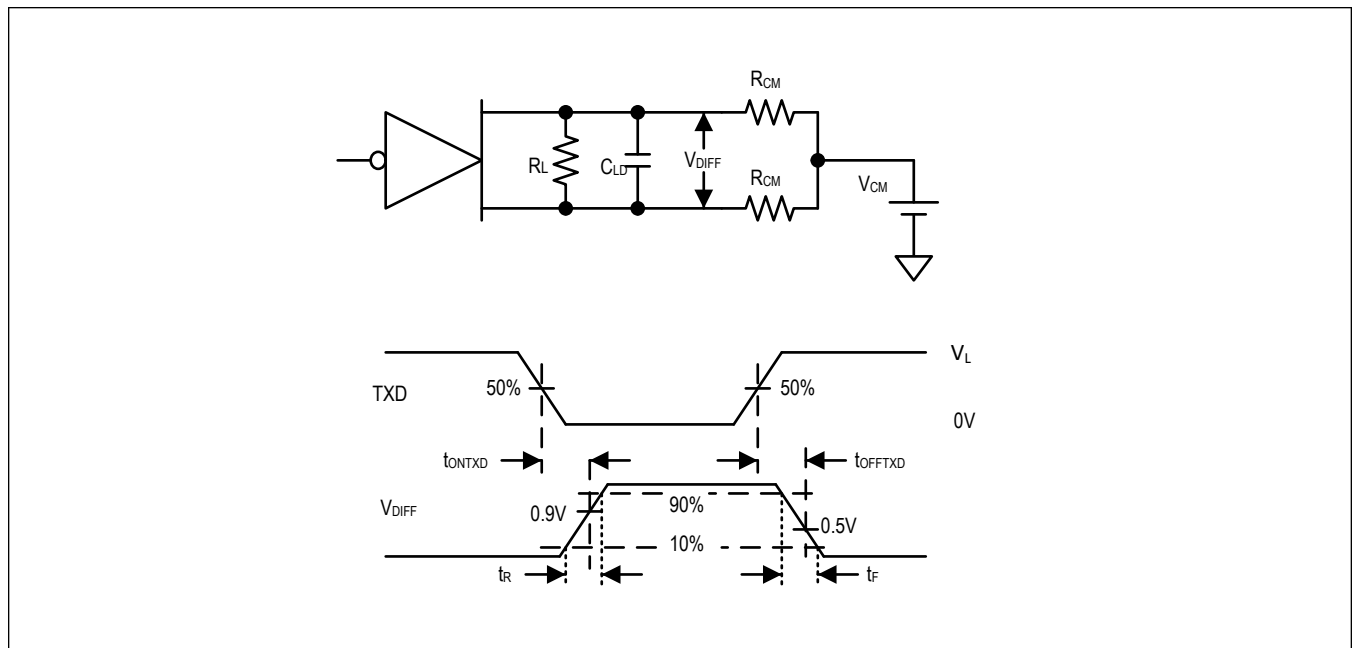 RCM
RL
CLD
VDIFF
RCM
VCM
VL
TXD
50%
50%
0V
tONTXD
tOFFTXD
VDIFF
0.9V
90%
0.5V
10%
tR
tF